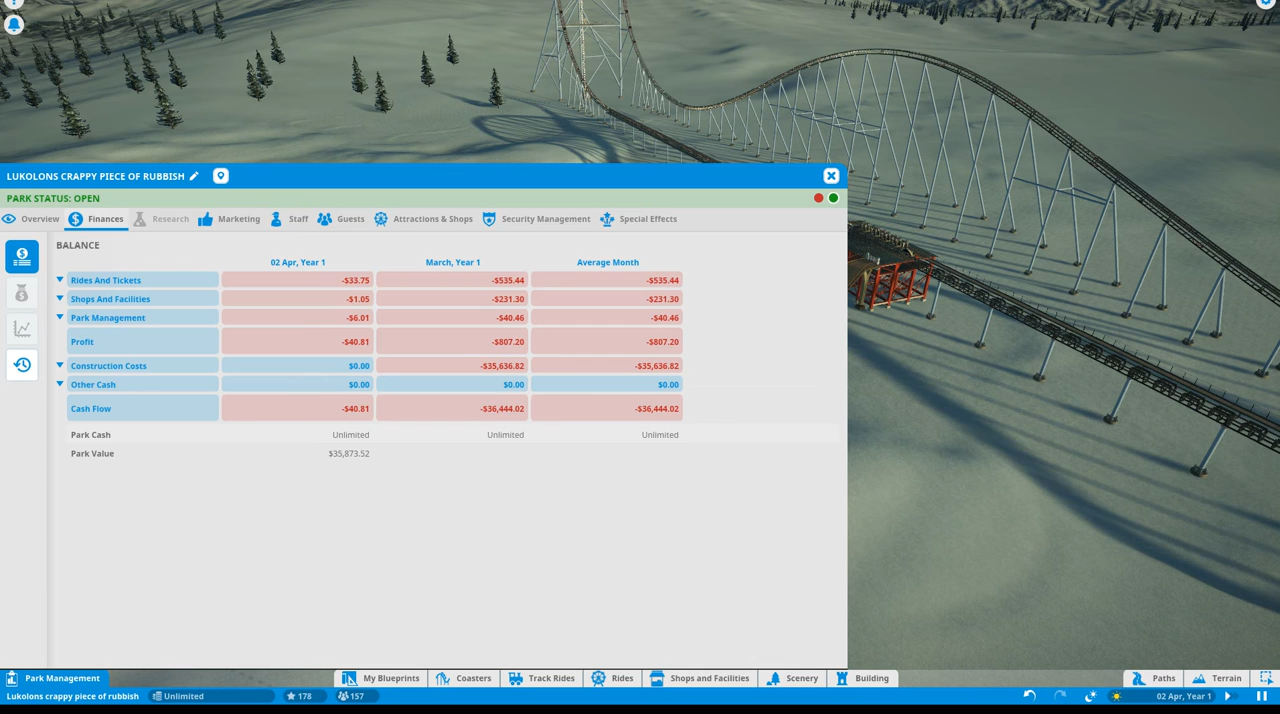 LUKOLONS CRAPPY PIECE OF RUBBISH
PARK STATUS: OPEN
Overview Finances Research Marketing Staff Guests Attractions & Shops Security Management Special Effects
BALANCE
02 Apr, Year 1 March, Year 1 Average Month
Rides And Tickets -$33.75 -$535.44 -$535.44
Shops And Facilities -$1.05 -$231.30 -$231.30
Park Management -$6.01 -$40.46 -$40.46
Profit -$40.81 -$807.20 -$807.20
Construction Costs $0.00 -$35,636.82 -$35,636.82
Other Cash $0.00 $0.00 $0.00
Cash Flow -$40.81 -$36,444.02 -$36,444.02
Park Cash Unlimited Unlimited Unlimited
Park Value $35,873.52
Park Management My Blueprints Coasters Track Rides Rides Shops and Facilities Scenery Building Paths Terrain
Lukolons crappy piece of rubbish Unlimited 178 157 02 Apr, Year 1